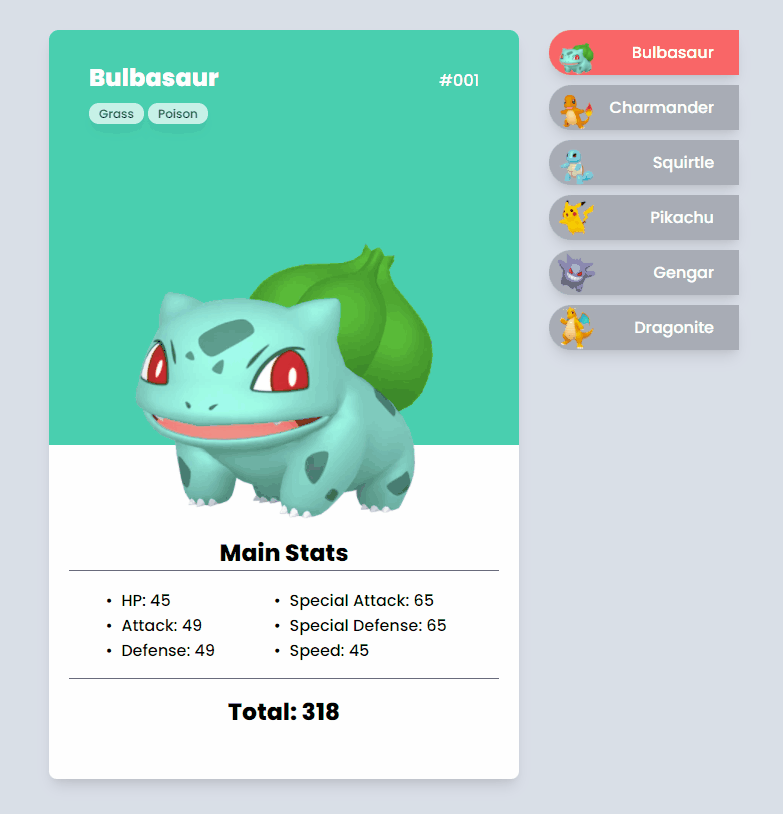 Bulbasaur
#001
Grass Poison
Main Stats
• HP: 45
• Attack: 49
• Defense: 49
• Special Attack: 65
• Special Defense: 65
• Speed: 45
Total: 318
Bulbasaur
Charmander
Squirtle
Pikachu
Gengar
Dragonite